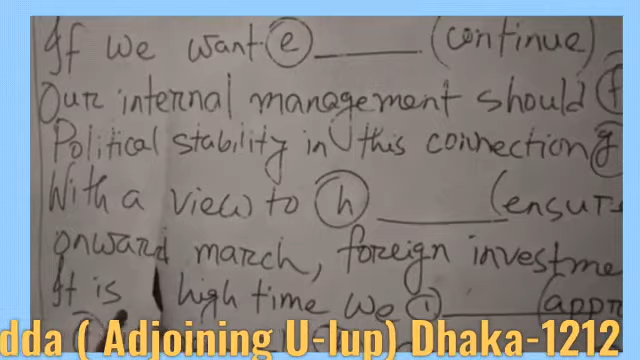 If we want (e) ______ (continue)
Our internal management should (f
Political stability in this connection (g
With a view to (h) ______ (ensur
onward march, foreign investme
It is high time we (i) ______ (appr
dda ( Adjoining U-lup) Dhaka-1212